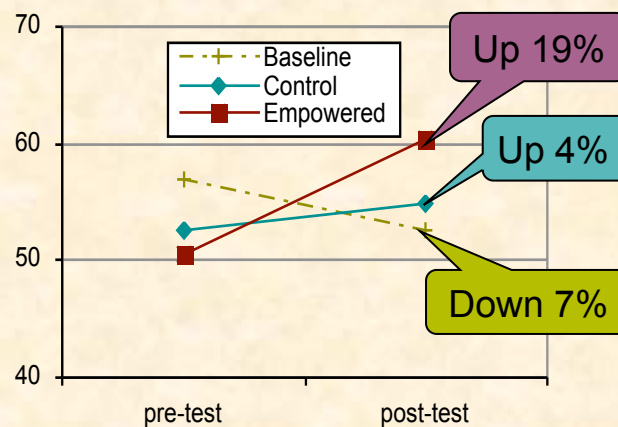 70
Up 19%
Baseline
Control
Empowered
60
Up 4%
50
Down 7%
40
pre-test
post-test